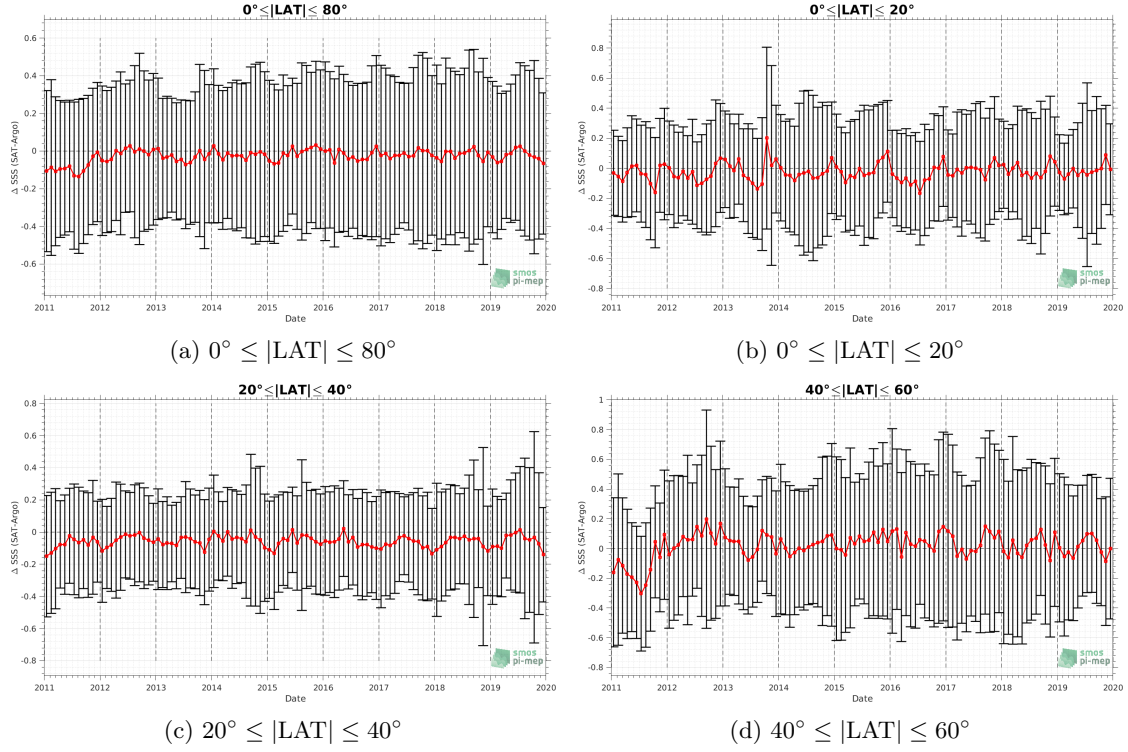 0°≤|LAT|≤ 80°
Δ SSS (SAT-Argo)
0.6
0.4
0.2
0
-0.2
-0.4
-0.6
2011 2012 2013 2014 2015 2016 2017 2018 2019 2020
Date
smos
pi-mep
(a) 0° ≤ |LAT| ≤ 80°
0°≤|LAT|≤ 20°
Δ SSS (SAT-Argo)
0.8
0.6
0.4
0.2
0
-0.2
-0.4
-0.6
-0.8
2011 2012 2013 2014 2015 2016 2017 2018 2019 2020
Date
smos
pi-mep
(b) 0° ≤ |LAT| ≤ 20°
20°≤|LAT|≤ 40°
Δ SSS (SAT-Argo)
0.8
0.6
0.4
0.2
0
-0.2
-0.4
-0.6
-0.8
2011 2012 2013 2014 2015 2016 2017 2018 2019 2020
Date
smos
pi-mep
(c) 20° ≤ |LAT| ≤ 40°
40°≤|LAT|≤ 60°
Δ SSS (SAT-Argo)
1
0.8
0.6
0.4
0.2
0
-0.2
-0.4
-0.6
-0.8
2011 2012 2013 2014 2015 2016 2017 2018 2019 2020
Date
smos
pi-mep
(d) 40° ≤ |LAT| ≤ 60°